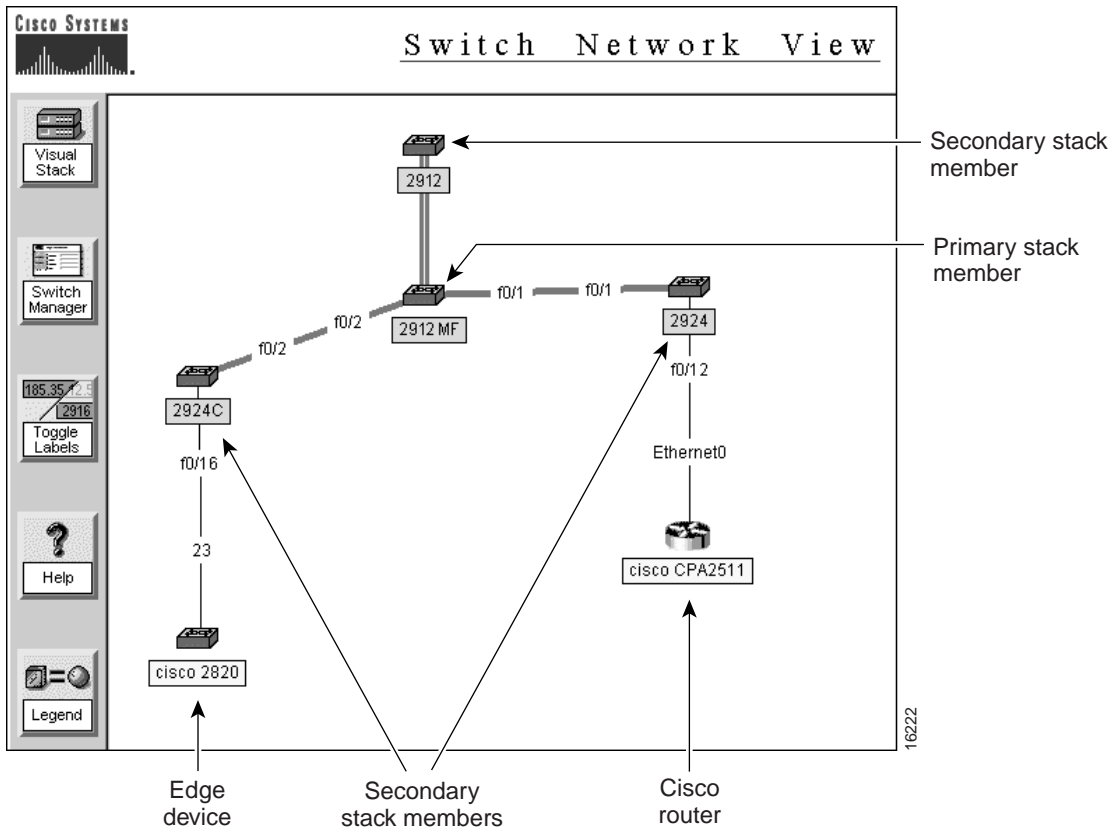 CISCO SYSTEMS
Switch Network View
Visual
Stack
Switch
Manager
185.35.12.5
2916
Toggle
Labels
Help
Legend
2912
2912 MF
f0/1
f0/1
2924
f0/2
f0/2
2924C
f0/12
f0/16
Ethernet0
23
cisco CPA2511
cisco 2820
Secondary stack
member
Primary stack
member
Edge
device
Secondary
stack members
Cisco
router
16222